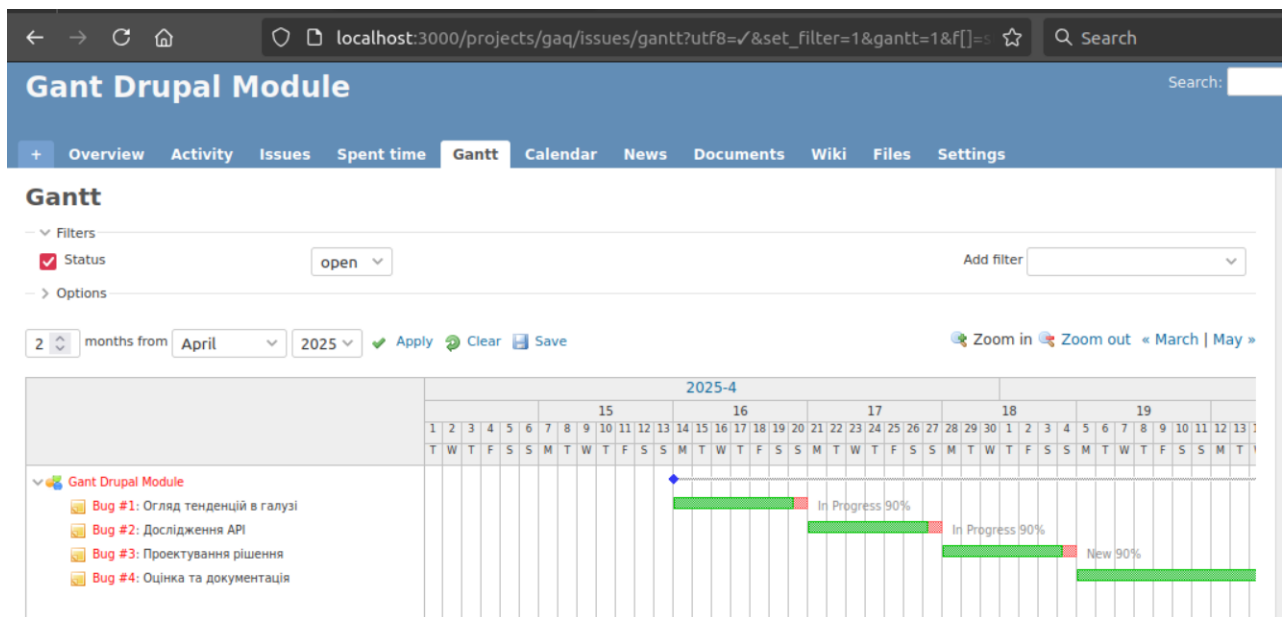 localhost:3000/projects/gaq/issues/gantt?utf8=✓&set_filter=1&gantt=1&f[]=s Search
Gant Drupal Module Search:
+ Overview Activity Issues Spent time Gantt Calendar News Documents Wiki Files Settings
Gantt
Filters
Status open Add filter
Options
2 months from April 2025 Apply Clear Save Zoom in Zoom out « March | May »
2025-4
15 16 17 18 19
1 2 3 4 5 6 7 8 9 10 11 12 13 14 15 16 17 18 19 20 21 22 23 24 25 26 27 28 29 30 1 2 3 4 5 6 7 8 9 10 11 12 13 1
T W T F S S M T W T F S S M T W T F S S M T W T F S S M T W T F S S M T W T F S S M T
Gant Drupal Module
Bug #1: Огляд тенденцій в галузі In Progress 90%
Bug #2: Дослідження API In Progress 90%
Bug #3: Проектування рішення New 90%
Bug #4: Оцінка та документація